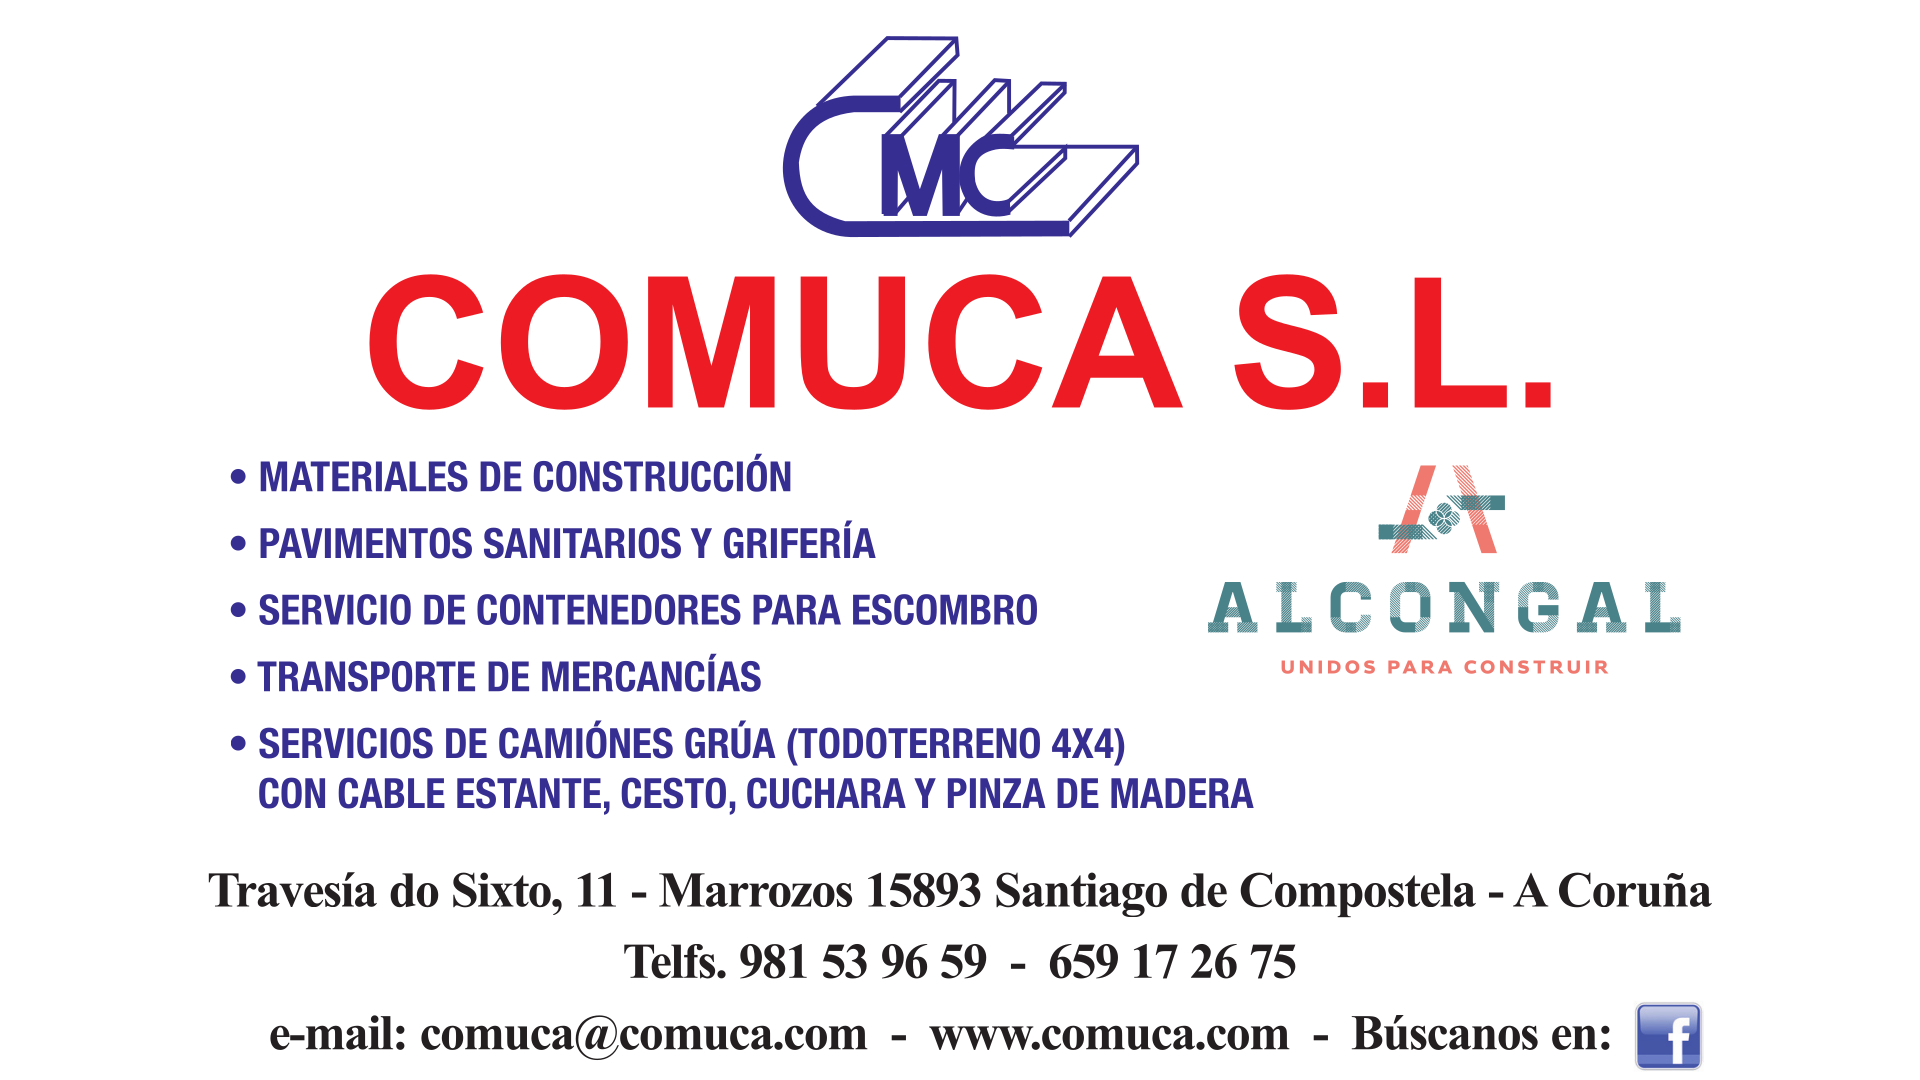 CMC
COMUCA S.L.
• MATERIALES DE CONSTRUCCIÓN
• PAVIMENTOS SANITARIOS Y GRIFERÍA
• SERVICIO DE CONTENEDORES PARA ESCOMBRO
• TRANSPORTE DE MERCANCÍAS
• SERVICIOS DE CAMIÓNES GRÚA (TODOTERRENO 4X4)
CON CABLE ESTANTE, CESTO, CUCHARA Y PINZA DE MADERA
ALCONGAL
UNIDOS PARA CONSTRUIR
Travesía do Sixto, 11 - Marrozos 15893 Santiago de Compostela - A Coruña
Telfs. 981 53 96 59 - 659 17 26 75
e-mail: comuca@comuca.com - www.comuca.com - Búscanos en: f